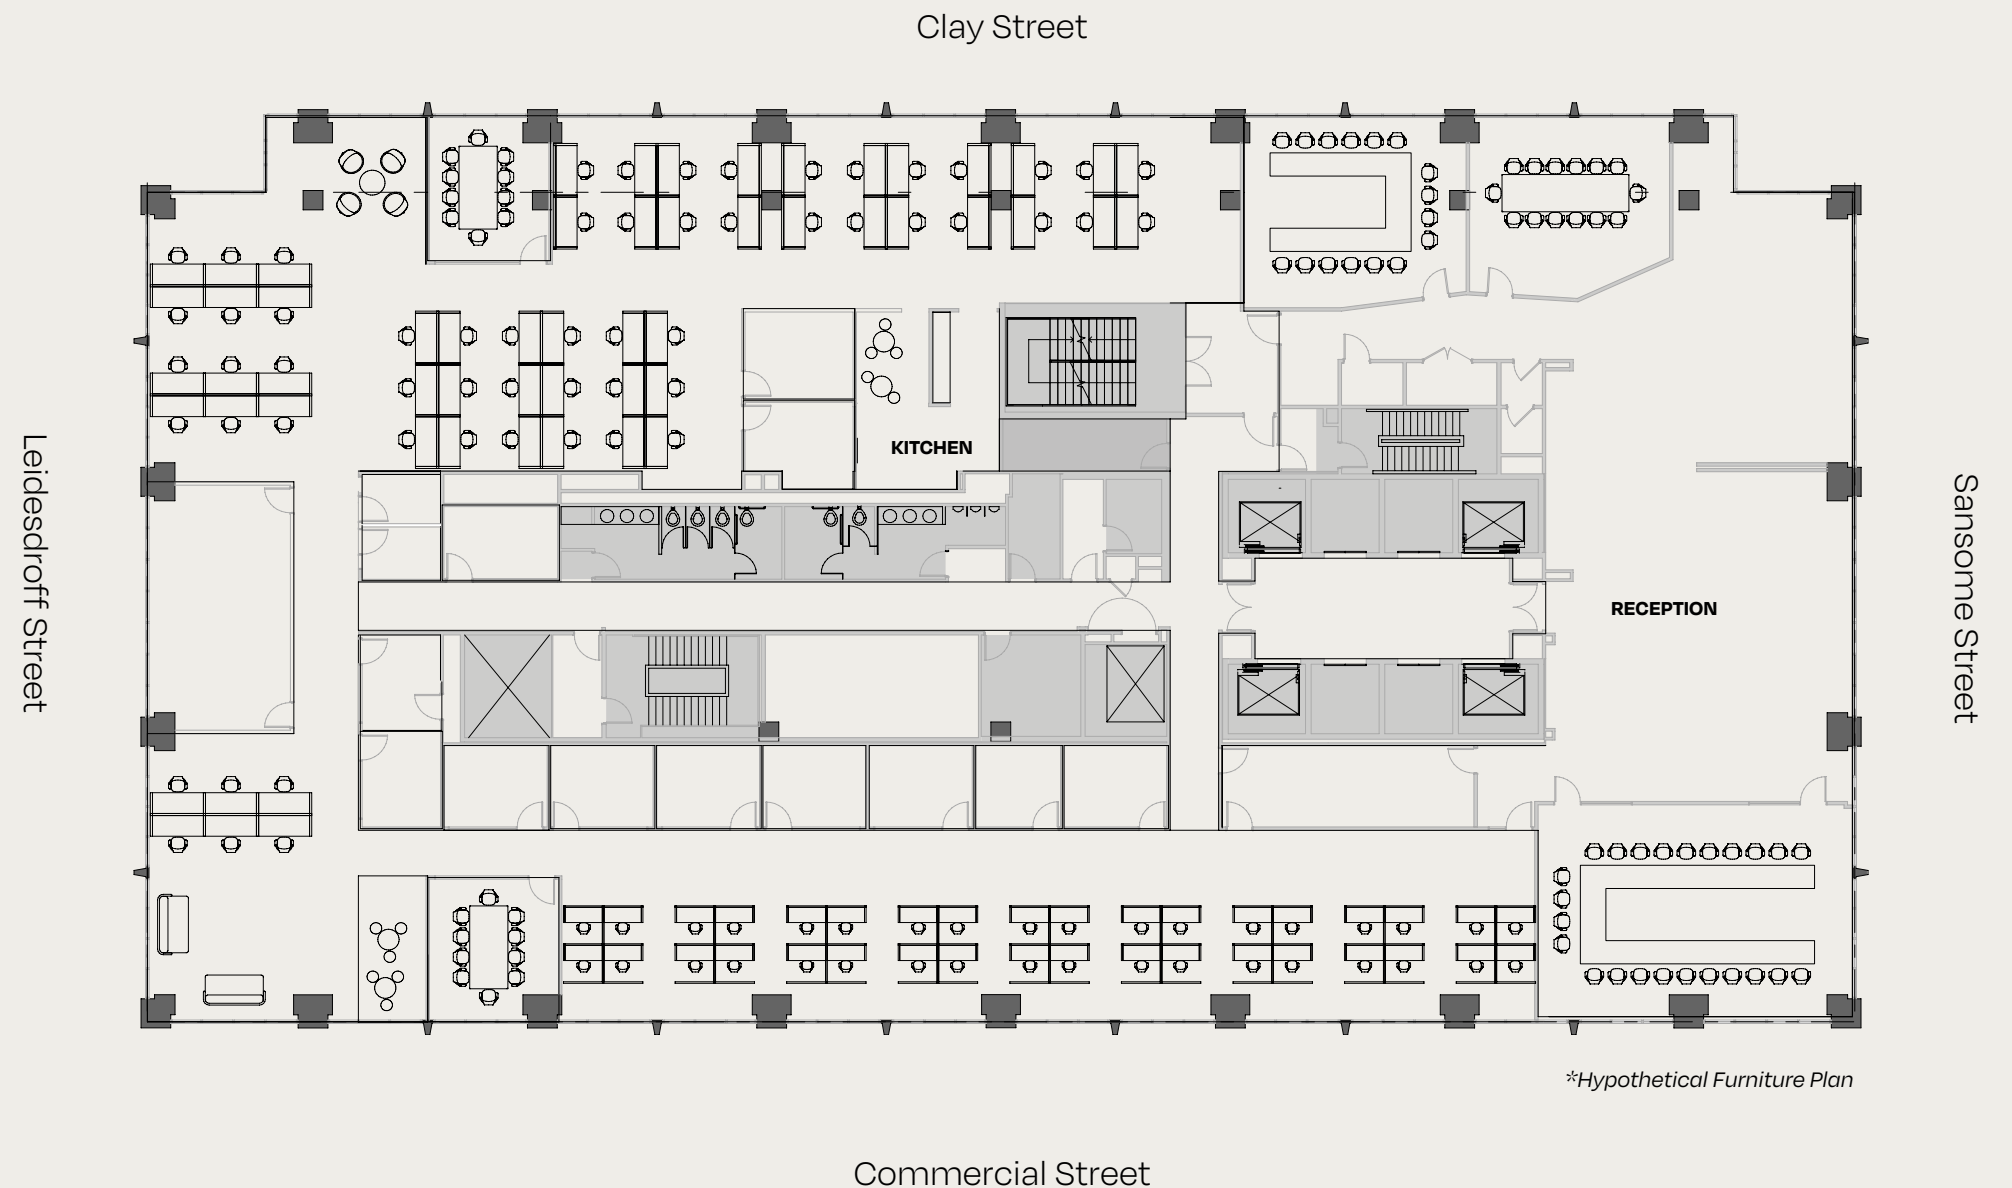 Clay Street
KITCHEN
Leidesdroff Street
Sansome Street
RECEPTION
*Hypothetical Furniture Plan
Commercial Street